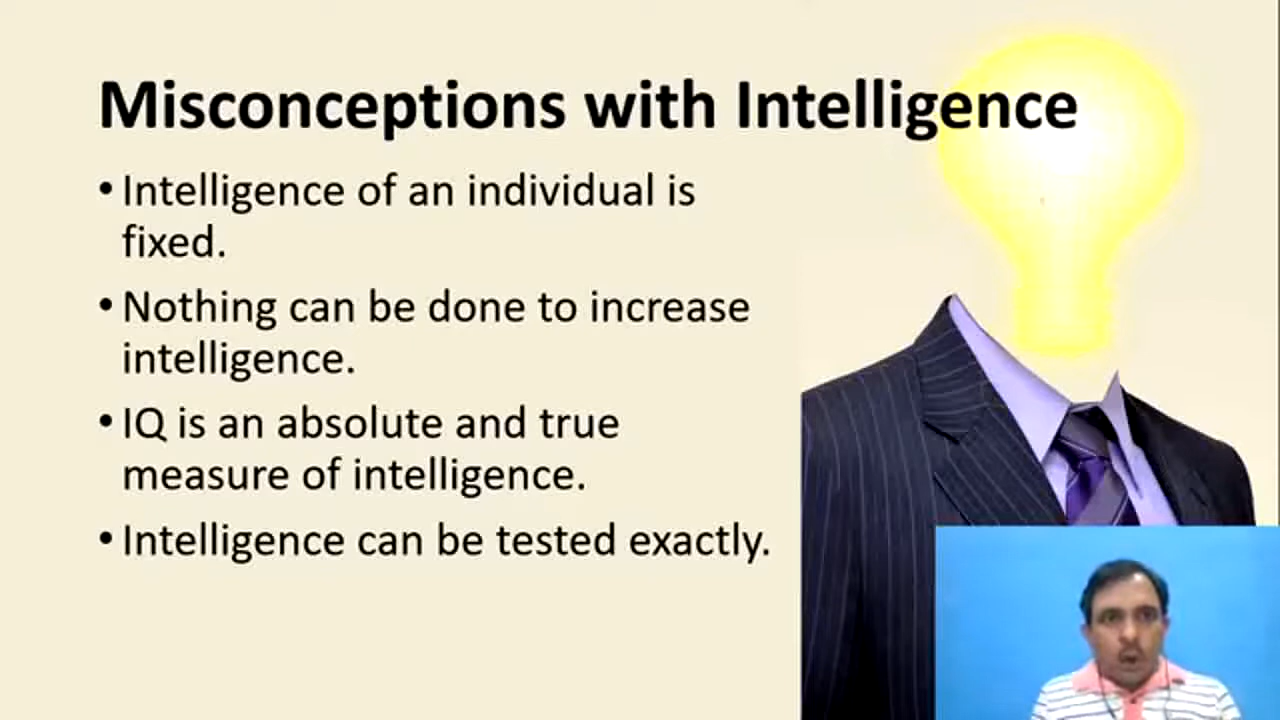 Misconceptions with Intelligence
• Intelligence of an individual is
fixed.
• Nothing can be done to increase
intelligence.
• IQ is an absolute and true
measure of intelligence.
• Intelligence can be tested exactly.